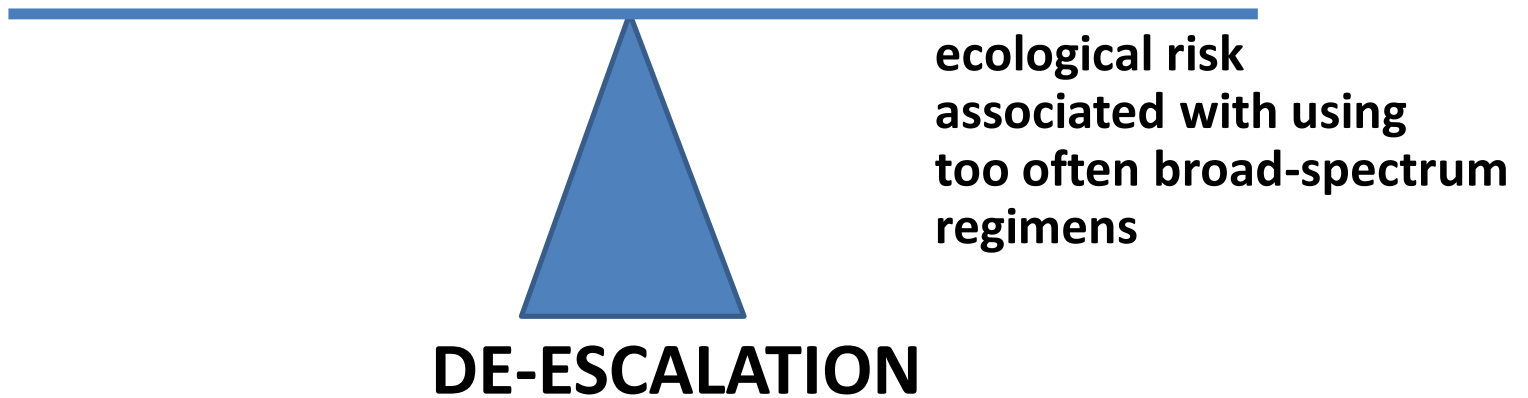 ecological risk
associated with using
too often broad-spectrum
regimens
DE-ESCALATION